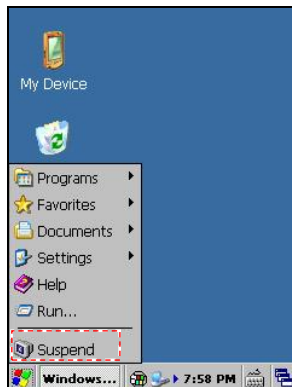 My Device
Programs
Favorites
Documents
Settings
Help
Run...
Suspend
Windows...
7:58 PM